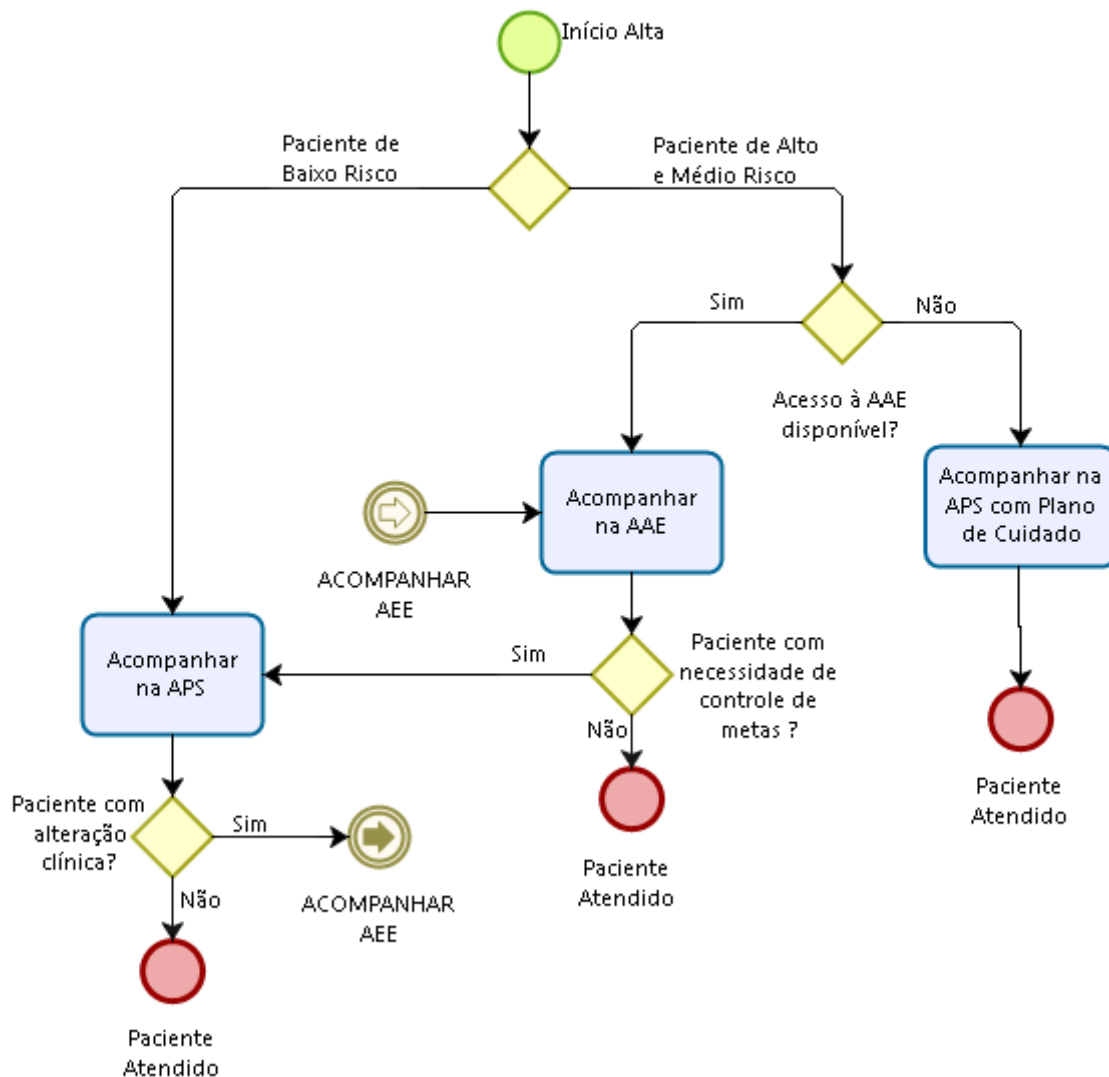 Início Alta
Paciente de
Baixo Risco
Paciente de Alto
e Médio Risco
Sim
Não
Acesso à AAE
disponível?
Acompanhar
na AAE
Acompanhar na
APS com Plano
de Cuidado
ACOMPANHAR
AEE
Acompanhar
na APS
Sim
Paciente com
necessidade de
controle de
metas ?
Não
Paciente
Atendido
Paciente
Atendido
Paciente com
alteração
clínica?
Sim
ACOMPANHAR
AEE
Não
Paciente
Atendido